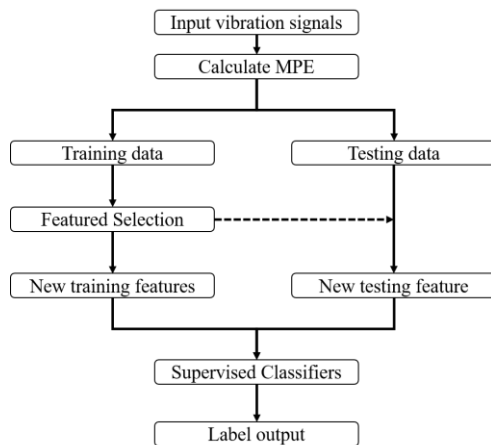 Input vibration signals
Calculate MPE
Training data
Testing data
Featured Selection
New training features
New testing feature
Supervised Classifiers
Label output